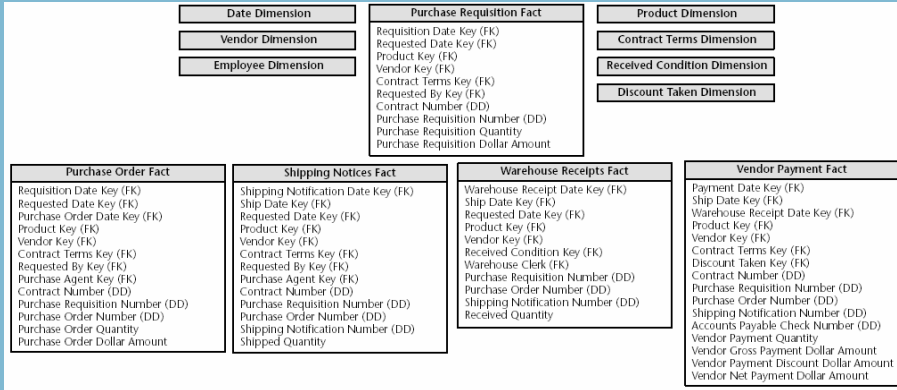 Date Dimension
Vendor Dimension
Employee Dimension
Purchase Requisition Fact
Requisition Date Key (FK)
Requested Date Key (FK)
Product Key (FK)
Vendor Key (FK)
Contract Terms Key (FK)
Requested By Key (FK)
Contract Number (DD)
Purchase Requisition Number (DD)
Purchase Requisition Quantity
Purchase Requisition Dollar Amount
Product Dimension
Contract Terms Dimension
Received Condition Dimension
Discount Taken Dimension
Purchase Order Fact
Requisition Date Key (FK)
Requested Date Key (FK)
Purchase Order Date Key (FK)
Product Key (FK)
Vendor Key (FK)
Contract Terms Key (FK)
Requested By Key (FK)
Purchase Agent Key (FK)
Contract Number (DD)
Purchase Requisition Number (DD)
Purchase Order Number (DD)
Purchase Order Quantity
Purchase Order Dollar Amount
Shipping Notices Fact
Shipping Notification Date Key (FK)
Ship Date Key (FK)
Requested Date Key (FK)
Product Key (FK)
Vendor Key (FK)
Contract Terms Key (FK)
Requested By Key (FK)
Purchase Agent Key (FK)
Contract Number (DD)
Purchase Requisition Number (DD)
Purchase Order Number (DD)
Shipping Notification Number (DD)
Shipped Quantity
Warehouse Receipts Fact
Warehouse Receipt Date Key (FK)
Ship Date Key (FK)
Requested Date Key (FK)
Product Key (FK)
Vendor Key (FK)
Received Condition Key (FK)
Warehouse Clerk (FK)
Purchase Requisition Number (DD)
Purchase Order Number (DD)
Shipping Notification Number (DD)
Received Quantity
Vendor Payment Fact
Payment Date Key (FK)
Ship Date Key (FK)
Warehouse Receipt Date Key (FK)
Product Key (FK)
Vendor Key (FK)
Contract Terms Key (FK)
Discount Taken Key (FK)
Contract Number (DD)
Purchase Requisition Number (DD)
Purchase Order Number (DD)
Shipping Notification Number (DD)
Accounts Payable Check Number (DD)
Vendor Payment Quantity
Vendor Gross Payment Dollar Amount
Vendor Payment Discount Dollar Amount
Vendor Net Payment Dollar Amount